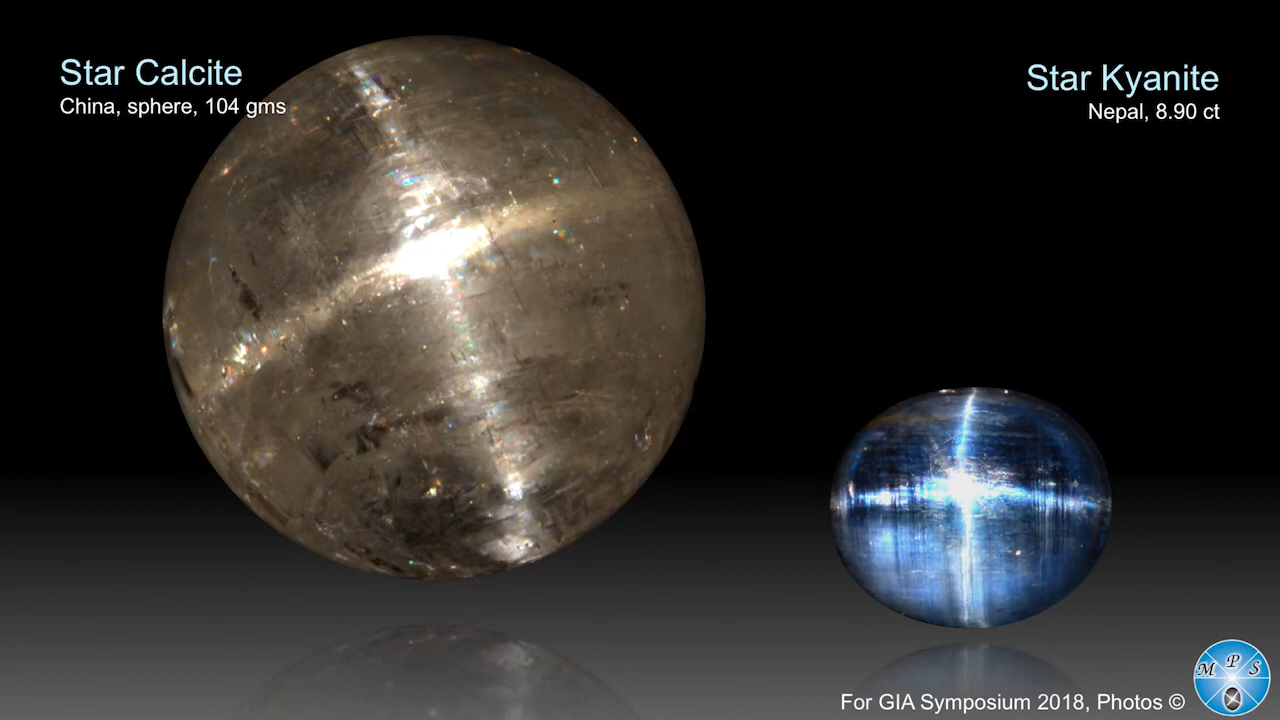 Star Calcite
China, sphere, 104 gms
Star Kyanite
Nepal, 8.90 ct
For GIA Symposium 2018, Photos ©
M P S